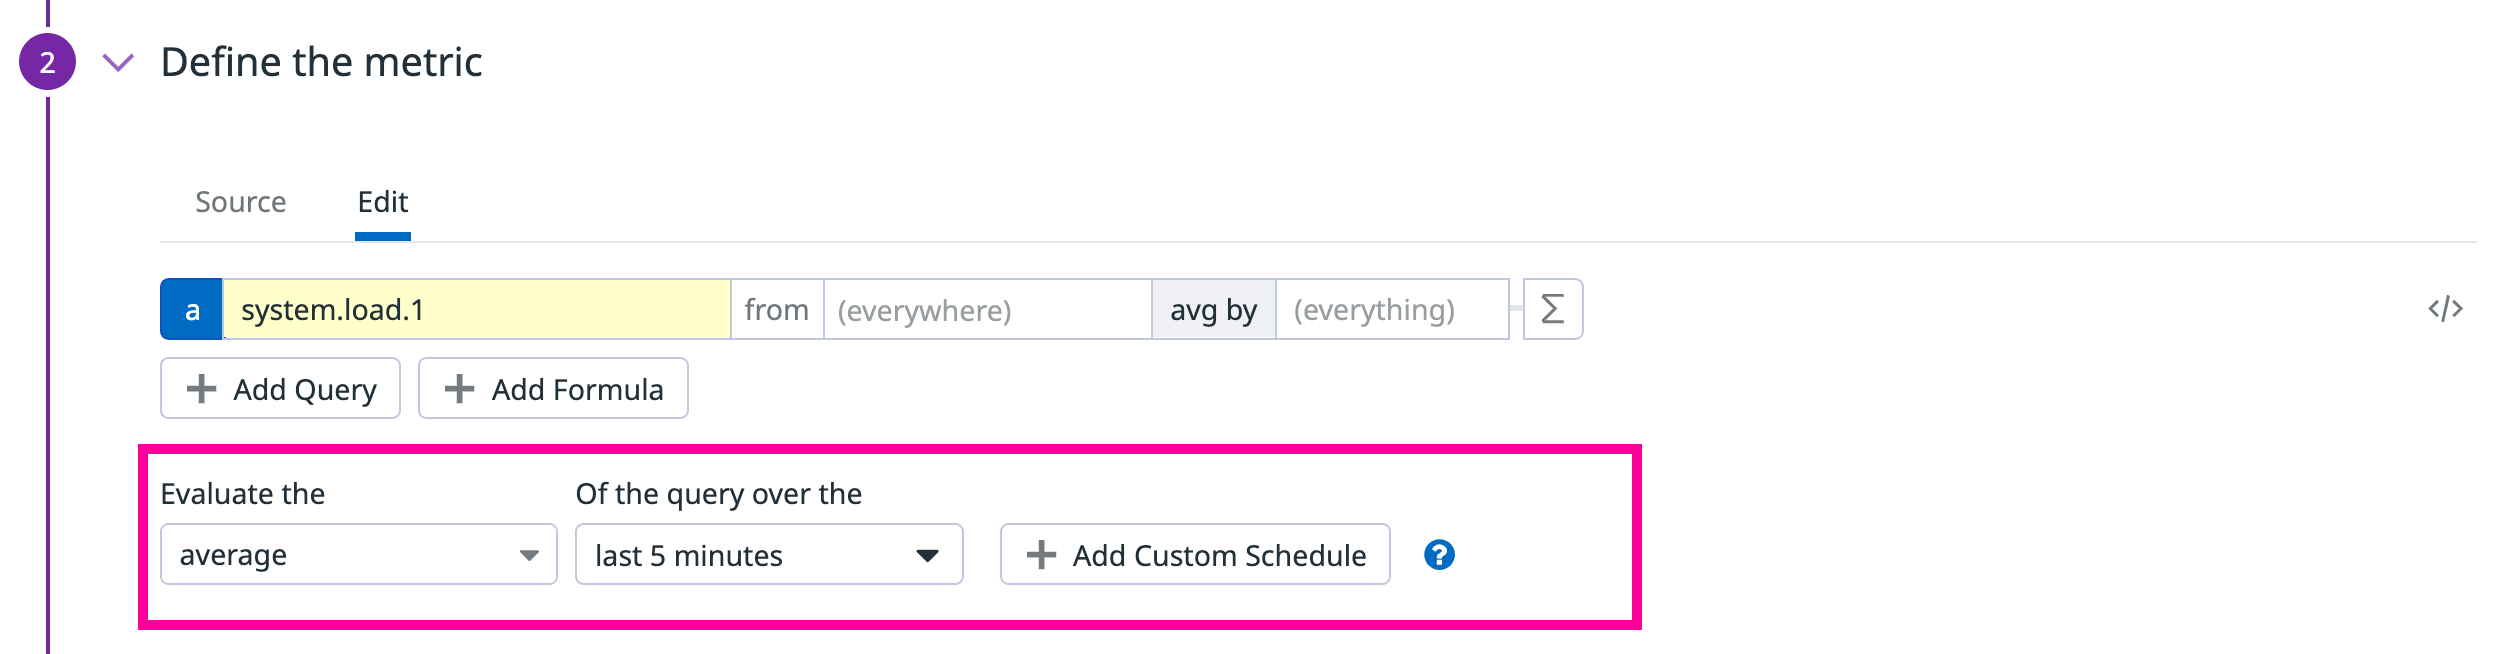 2 Define the metric
Source Edit
a system.load.1 from (everywhere) avg by (everything) Σ </>
+ Add Query + Add Formula
Evaluate the Of the query over the
average last 5 minutes + Add Custom Schedule ?